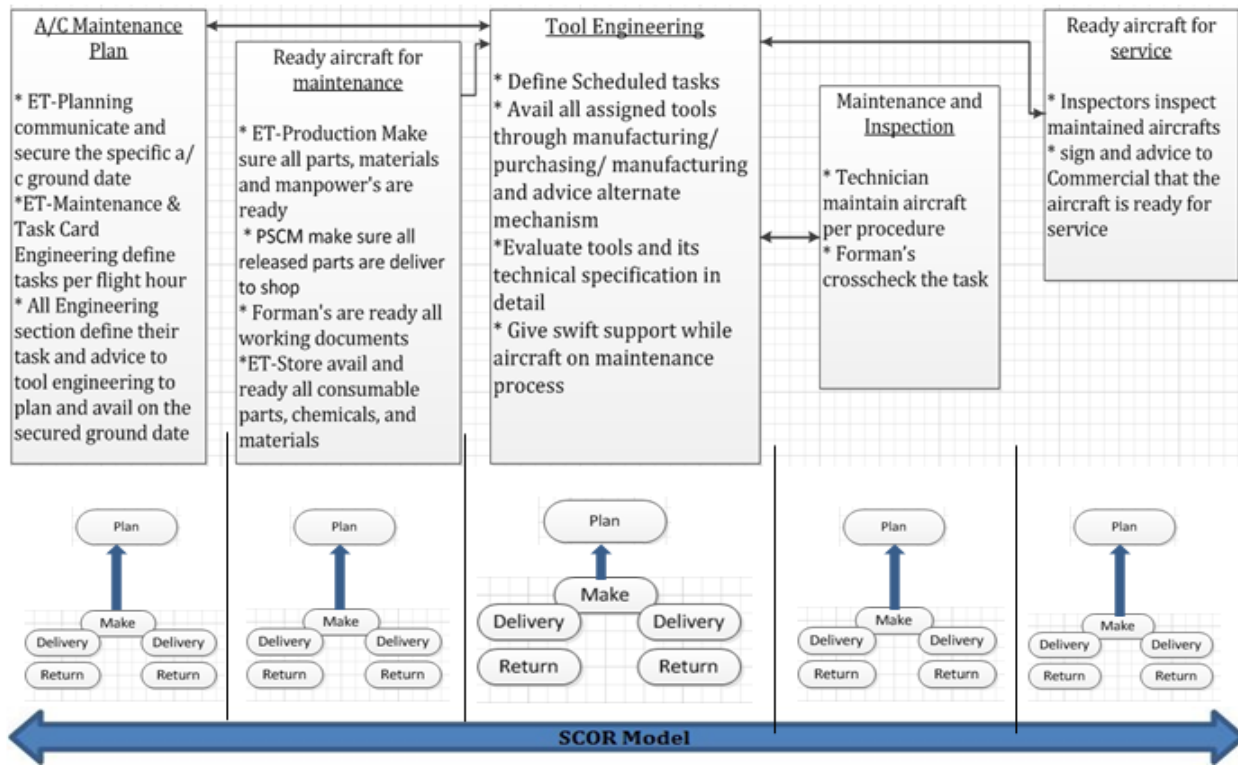 A/C Maintenance
Plan
* ET-Planning
communicate and
secure the specific a/
c ground date
*ET-Maintenance &
Task Card
Engineering define
tasks per flight hour
* All Engineering
section define their
task and advice to
tool engineering to
plan and avail on the
secured ground date
Ready aircraft for
maintenance
* ET-Production Make
sure all parts, materials
and manpower's are
ready
* PSCM make sure all
released parts are deliver
to shop
* Forman's are ready all
working documents
*ET-Store avail and
ready all consumable
parts, chemicals, and
materials
Tool Engineering
* Define Scheduled tasks
* Avail all assigned tools
through manufacturing/
purchasing/ manufacturing
and advice alternate
mechanism
*Evaluate tools and its
technical specification in
detail
* Give swift support while
aircraft on maintenance
process
Maintenance and
Inspection
* Technician
maintain aircraft
per procedure
* Forman's
crosscheck the task
Ready aircraft for
service
* Inspectors inspect
maintained aircrafts
* sign and advice to
Commercial that the
aircraft is ready for
service
Plan
Make
Delivery
Delivery
Return
Return
Plan
Make
Delivery
Delivery
Return
Return
Plan
Make
Delivery
Delivery
Return
Return
Plan
Make
Delivery
Delivery
Return
Return
Plan
Make
Delivery
Delivery
Return
Return
SCOR Model